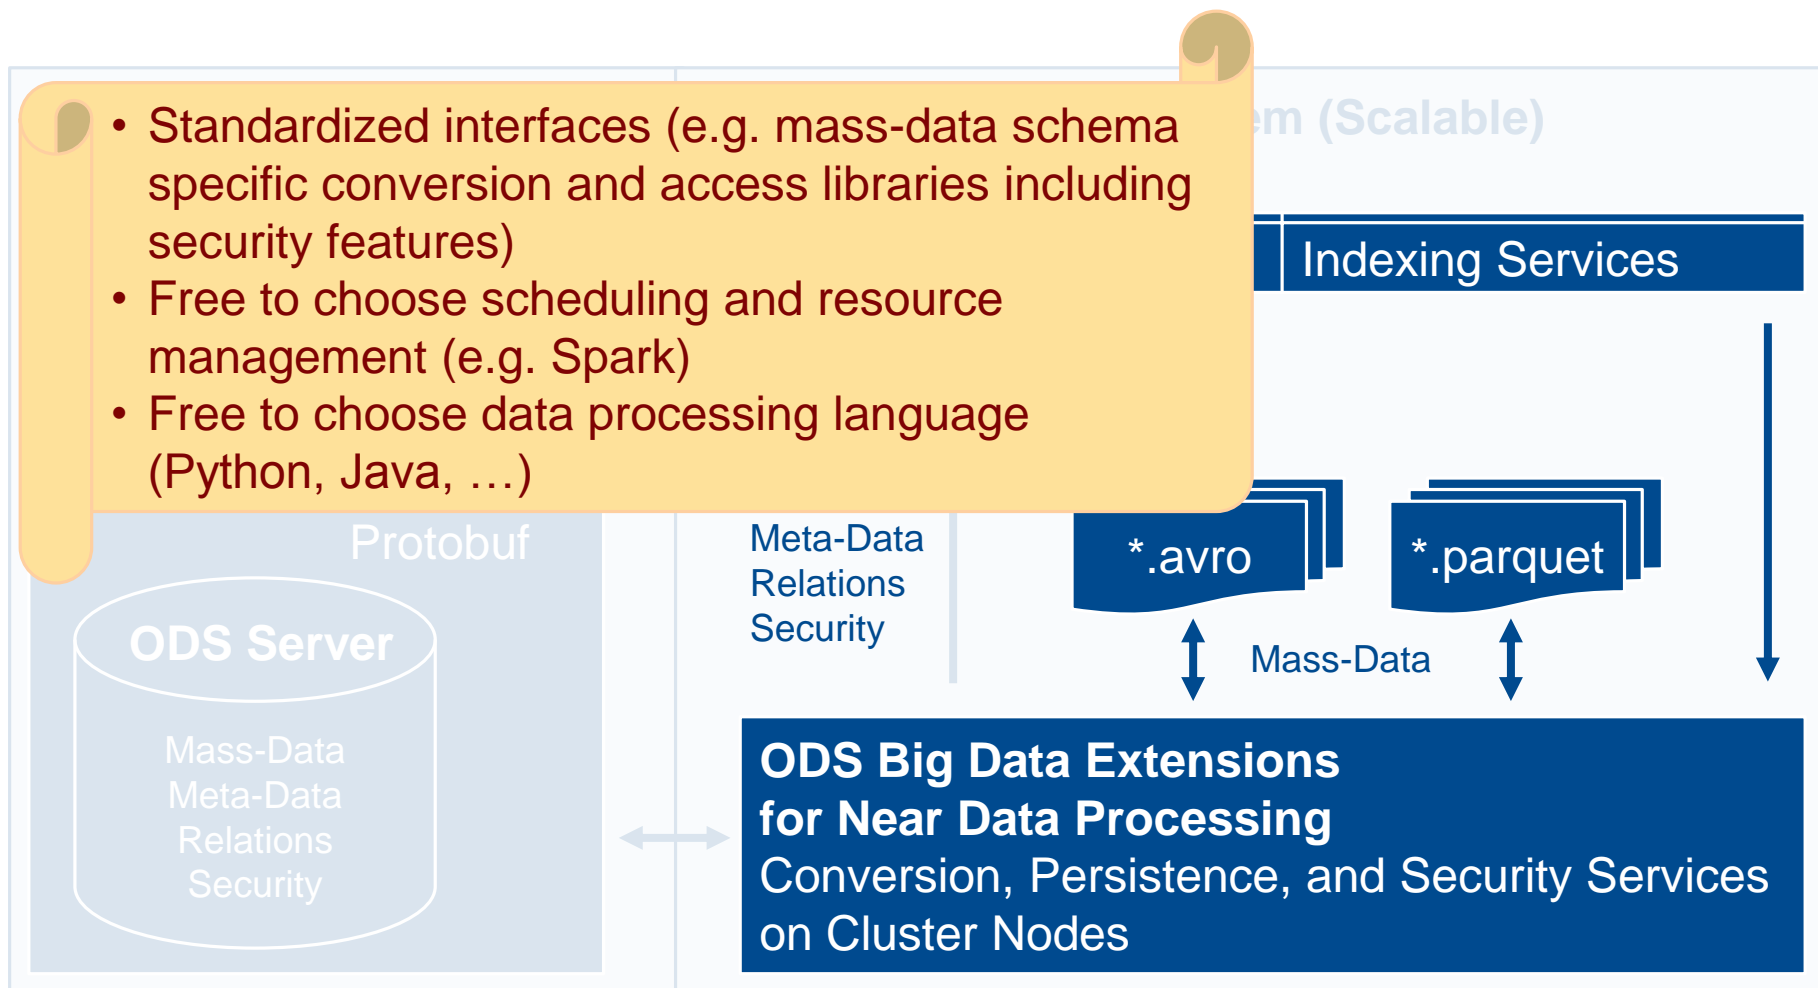 • Standardized interfaces (e.g. mass-data schema
specific conversion and access libraries including
security features)
• Free to choose scheduling and resource
management (e.g. Spark)
• Free to choose data processing language
(Python, Java, …)
(Scalable)
Indexing Services
Protobuf
ODS Server
Mass-Data
Meta-Data
Relations
Security
Meta-Data
Relations
Security
*.avro
*.parquet
Mass-Data
ODS Big Data Extensions
for Near Data Processing
Conversion, Persistence, and Security Services
on Cluster Nodes